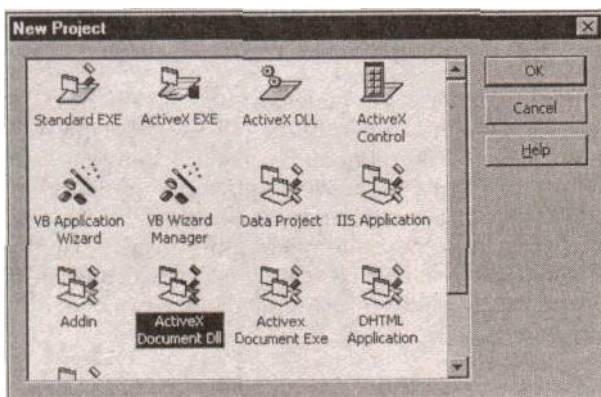 New Project
Standard EXE
ActiveX EXE
ActiveX DLL
ActiveX
Control
OK
Cancel
Help
VB Application
Wizard
VB Wizard
Manager
Data Project
IIS Application
Addin
ActiveX
Document Dll
Activex
Document Exe
DHTML
Application